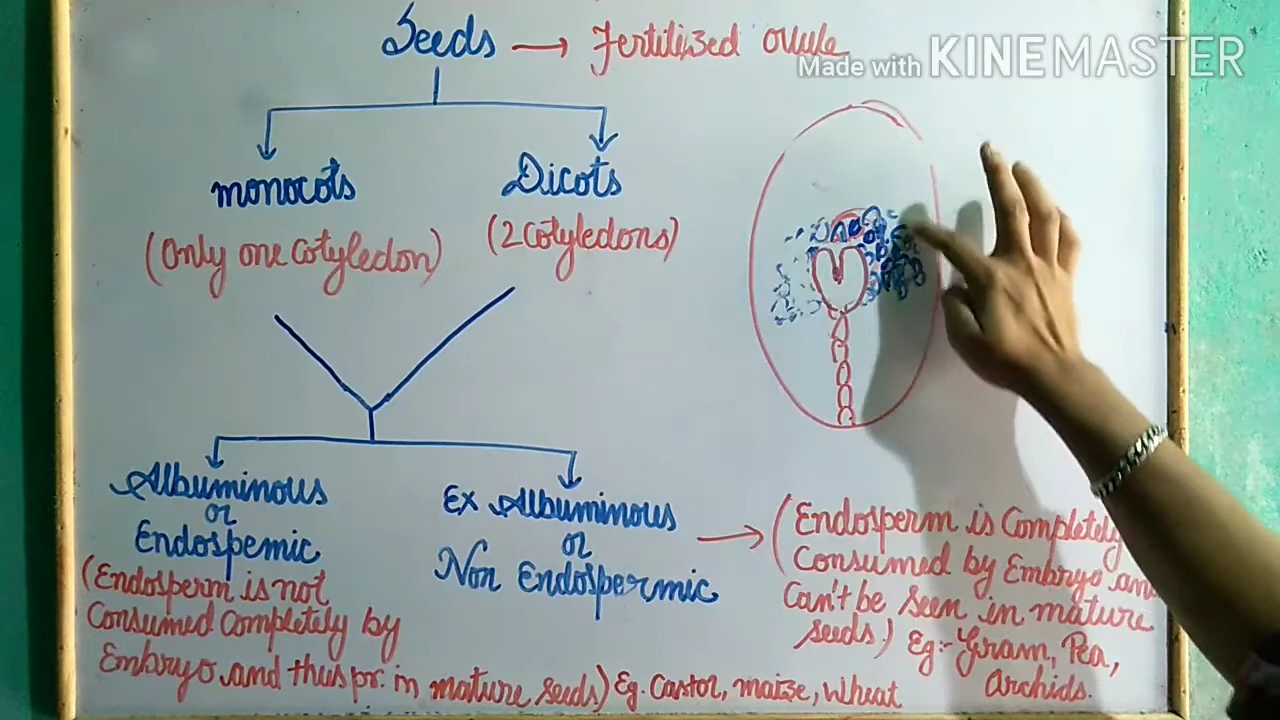 Seeds → Fertilized ovule
Made with KINEMASTER
monocots
Dicots
(Only one Cotyledon)
(2 Cotyledons)
Albuminous
or
Endospemic
(Endosperm is not
Consumed Completely by
Embryo and thus pr. in mature seeds) Eg. Castor, maize, wheat
Ex Albuminous
or
Non Endospermic
→ (Endosperm is Completely
Consumed by Embryo an
Can't be seen in mature
seeds.) Eg:- Gram, Pea,
Archids.